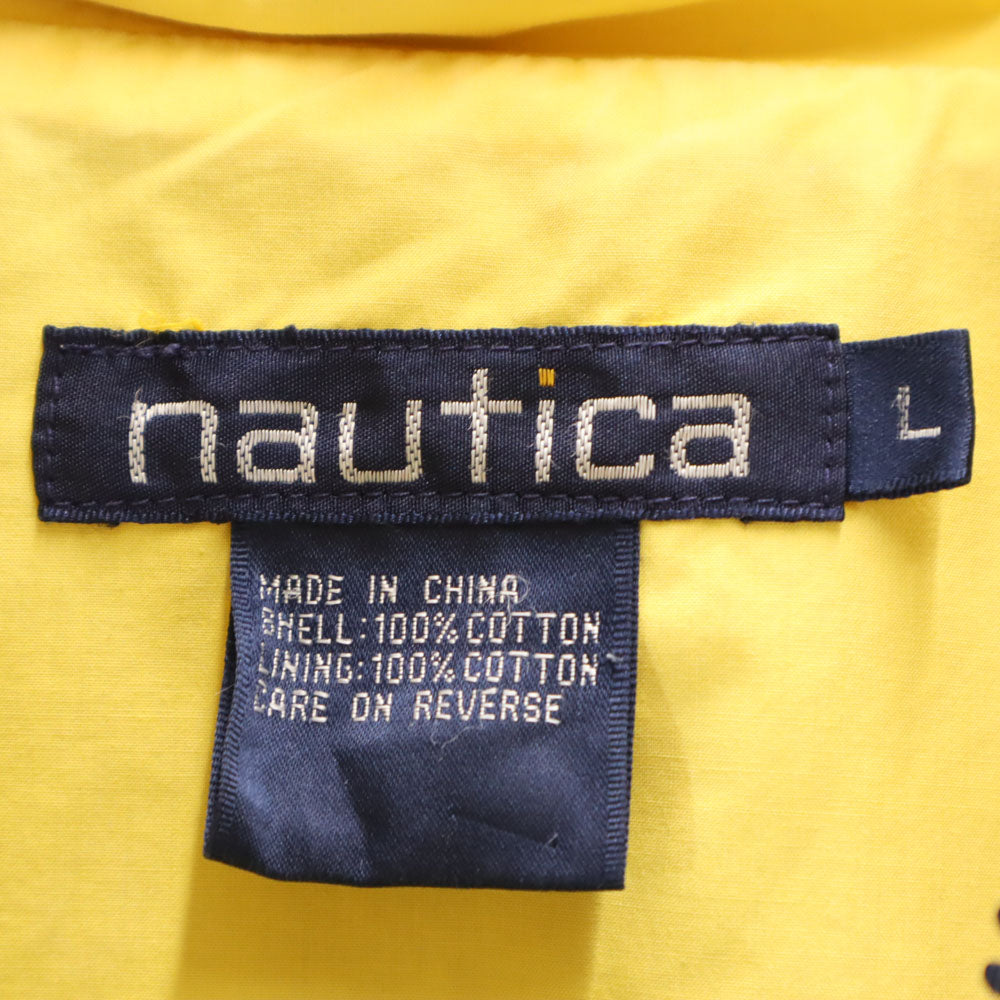 nautica
L
MADE IN CHINA
SHELL:100% COTTON
LINING:100% COTTON
CARE ON REVERSE